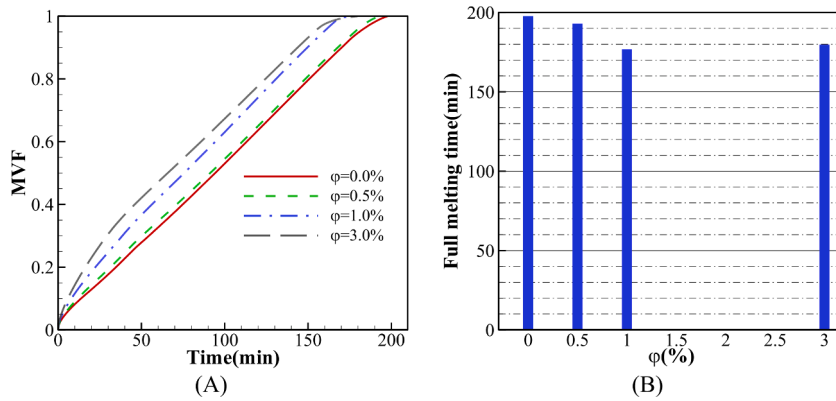 MVF
1
0.8
0.6
0.4
0.2
0
0
50
100
150
200
Time(min)
φ=0.0%
φ=0.5%
φ=1.0%
φ=3.0%
(A)
Full melting time(min)
200
150
100
50
0
0
0.5
1
1.5
2
2.5
3
φ(%)
(B)